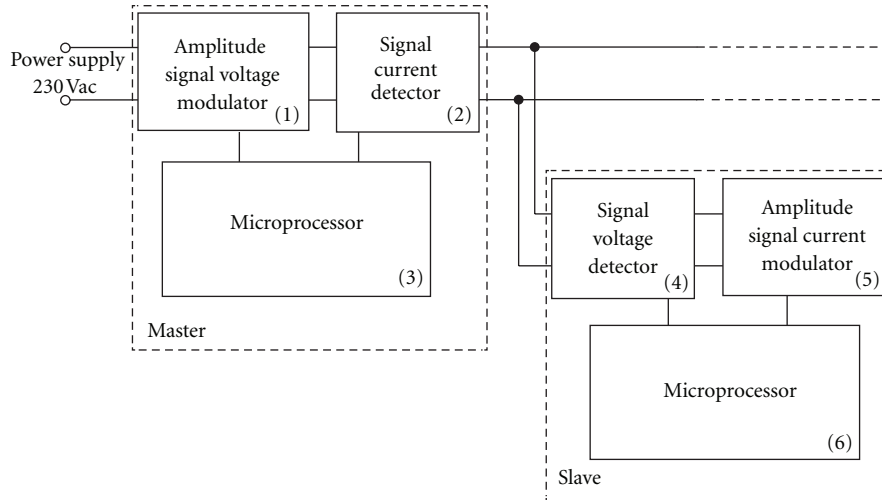 Power supply
230 Vac
Amplitude
signal voltage
modulator
(1)
Signal
current
detector
(2)
Microprocessor
(3)
Master
Signal
voltage
detector
(4)
Amplitude
signal current
modulator
(5)
Microprocessor
(6)
Slave